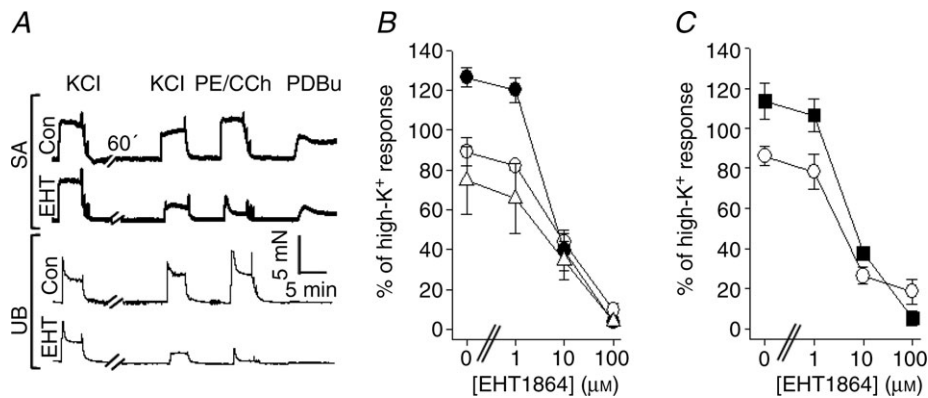 A
KCl KCl PE/CCh PDBu
SA
Con
60´
EHT
UB
Con
5 mN
5 min
EHT
B
% of high-K⁺ response
140
120
100
80
60
40
20
0
0 1 10 100
[EHT1864] (μM)
C
% of high-K⁺ response
140
120
100
80
60
40
20
0
0 1 10 100
[EHT1864] (μM)